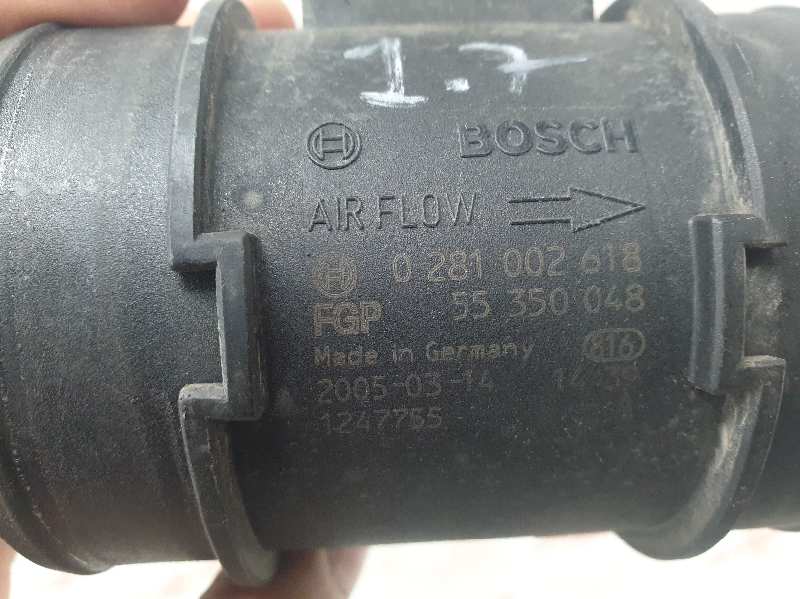 1.7
BOSCH
AIR FLOW
0 281 002 618
FGP 55 350 048
Made in Germany 816
2005-03-14
1247755